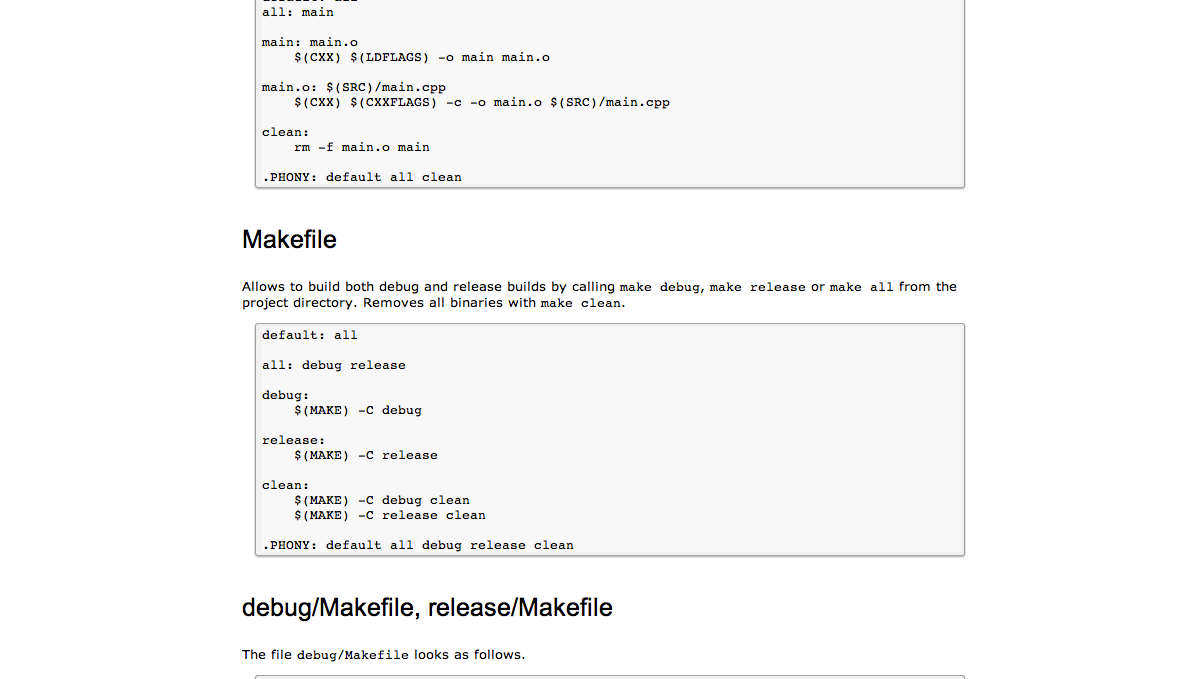 all: main
main: main.o
$(CXX) $(LDFLAGS) -o main main.o
main.o: $(SRC)/main.cpp
$(CXX) $(CXXFLAGS) -c -o main.o $(SRC)/main.cpp
clean:
rm -f main.o main
.PHONY: default all clean
Makefile
Allows to build both debug and release builds by calling make debug, make release or make all from the
project directory. Removes all binaries with make clean.
default: all
all: debug release
debug:
$(MAKE) -C debug
release:
$(MAKE) -C release
clean:
$(MAKE) -C debug clean
$(MAKE) -C release clean
.PHONY: default all debug release clean
debug/Makefile, release/Makefile
The file debug/Makefile looks as follows.